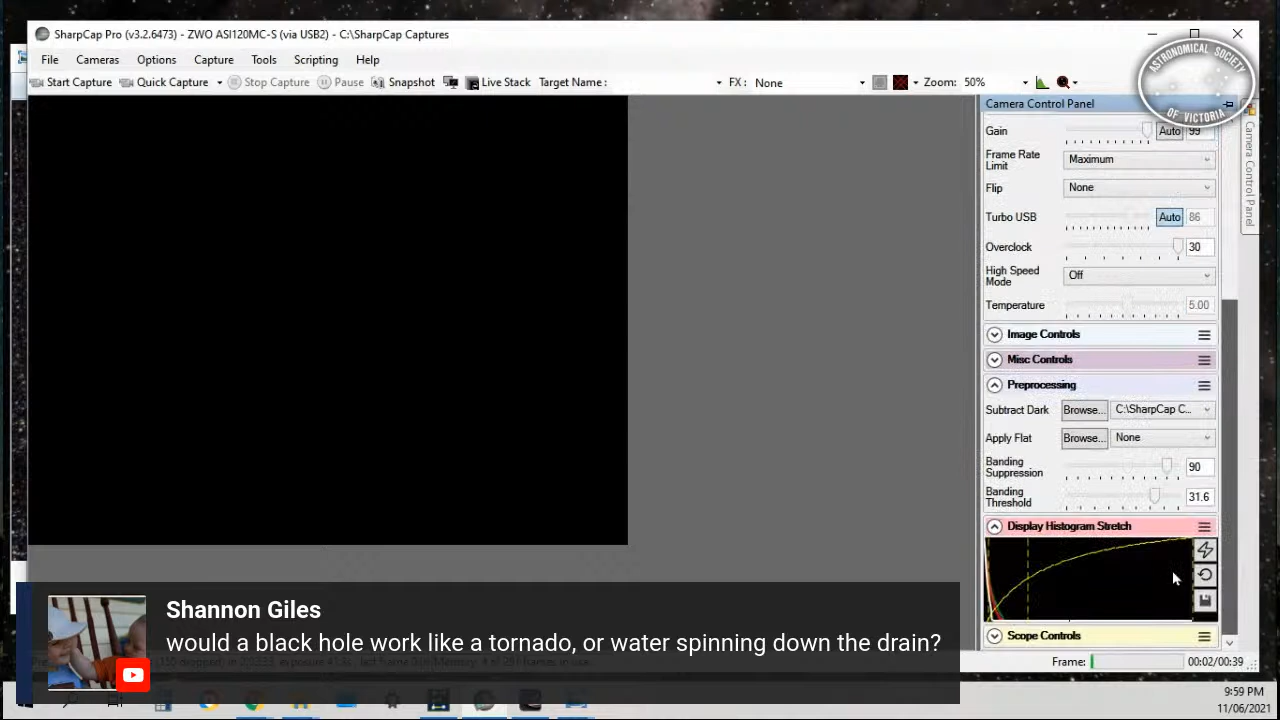 SharpCap Pro (v3.2.6473) - ZWO ASI120MC-S (via USB2) - C:\SharpCap Captures
File Cameras Options Capture Tools Scripting Help
Start Capture Quick Capture Stop Capture Pause Snapshot Live Stack Target Name : FX : None Zoom: 50%
ASTRONOMICAL SOCIETY
OF VICTORIA
Camera Control Panel
Camera Control Panel
Gain Auto 99
Frame Rate
Limit
Maximum
Flip None
Turbo USB Auto 86
Overclock 30
High Speed
Mode
Off
Temperature 5.00
Image Controls
Misc Controls
Preprocessing
Subtract Dark Browse... C:\SharpCap C...
Apply Flat Browse... None
Banding
Suppression
90
Banding
Threshold
31.6
Display Histogram Stretch
Scope Controls
Frame: 00:02/00:39
Shannon Giles
would a black hole work like a tornado, or water spinning down the drain?
9:59 PM
11/06/2021